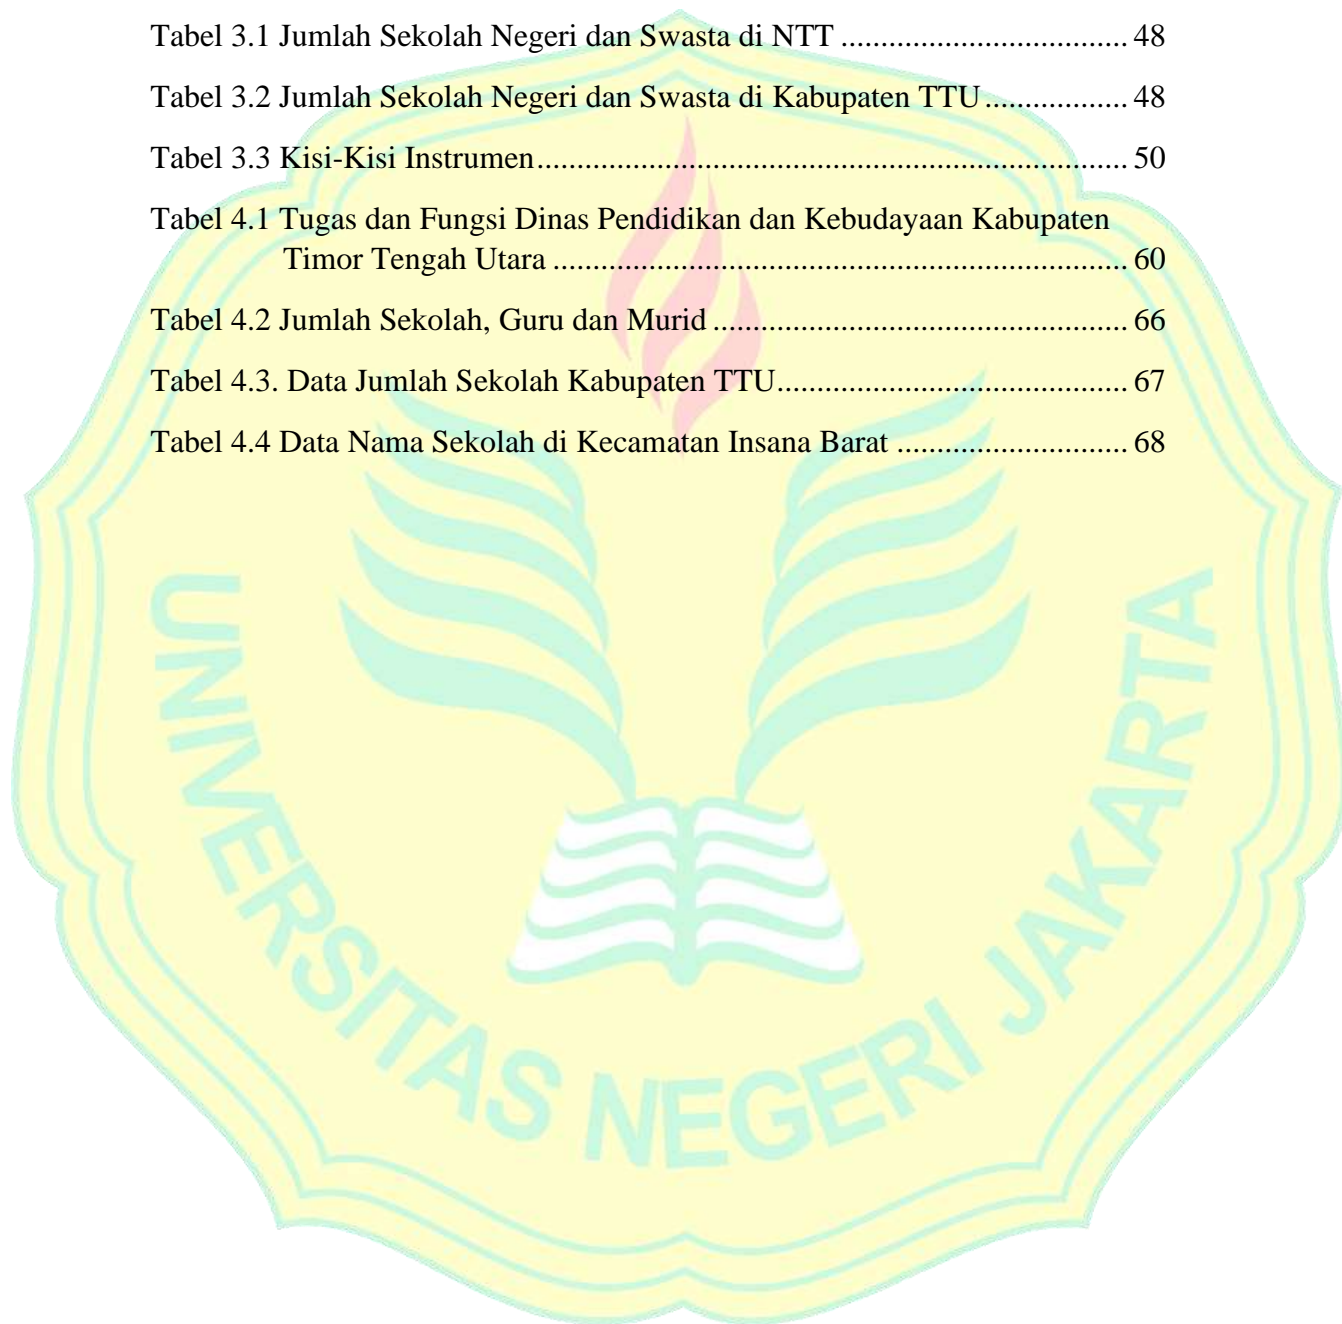 Tabel 3.1 Jumlah Sekolah Negeri dan Swasta di NTT .................................... 48
Tabel 3.2 Jumlah Sekolah Negeri dan Swasta di Kabupaten TTU .................. 48
Tabel 3.3 Kisi-Kisi Instrumen .......................................................................... 50
Tabel 4.1 Tugas dan Fungsi Dinas Pendidikan dan Kebudayaan Kabupaten
Timor Tengah Utara ........................................................................ 60
Tabel 4.2 Jumlah Sekolah, Guru dan Murid .................................................... 66
Tabel 4.3. Data Jumlah Sekolah Kabupaten TTU ............................................ 67
Tabel 4.4 Data Nama Sekolah di Kecamatan Insana Barat ............................. 68
UNIVERSITAS NEGERI JAKARTA